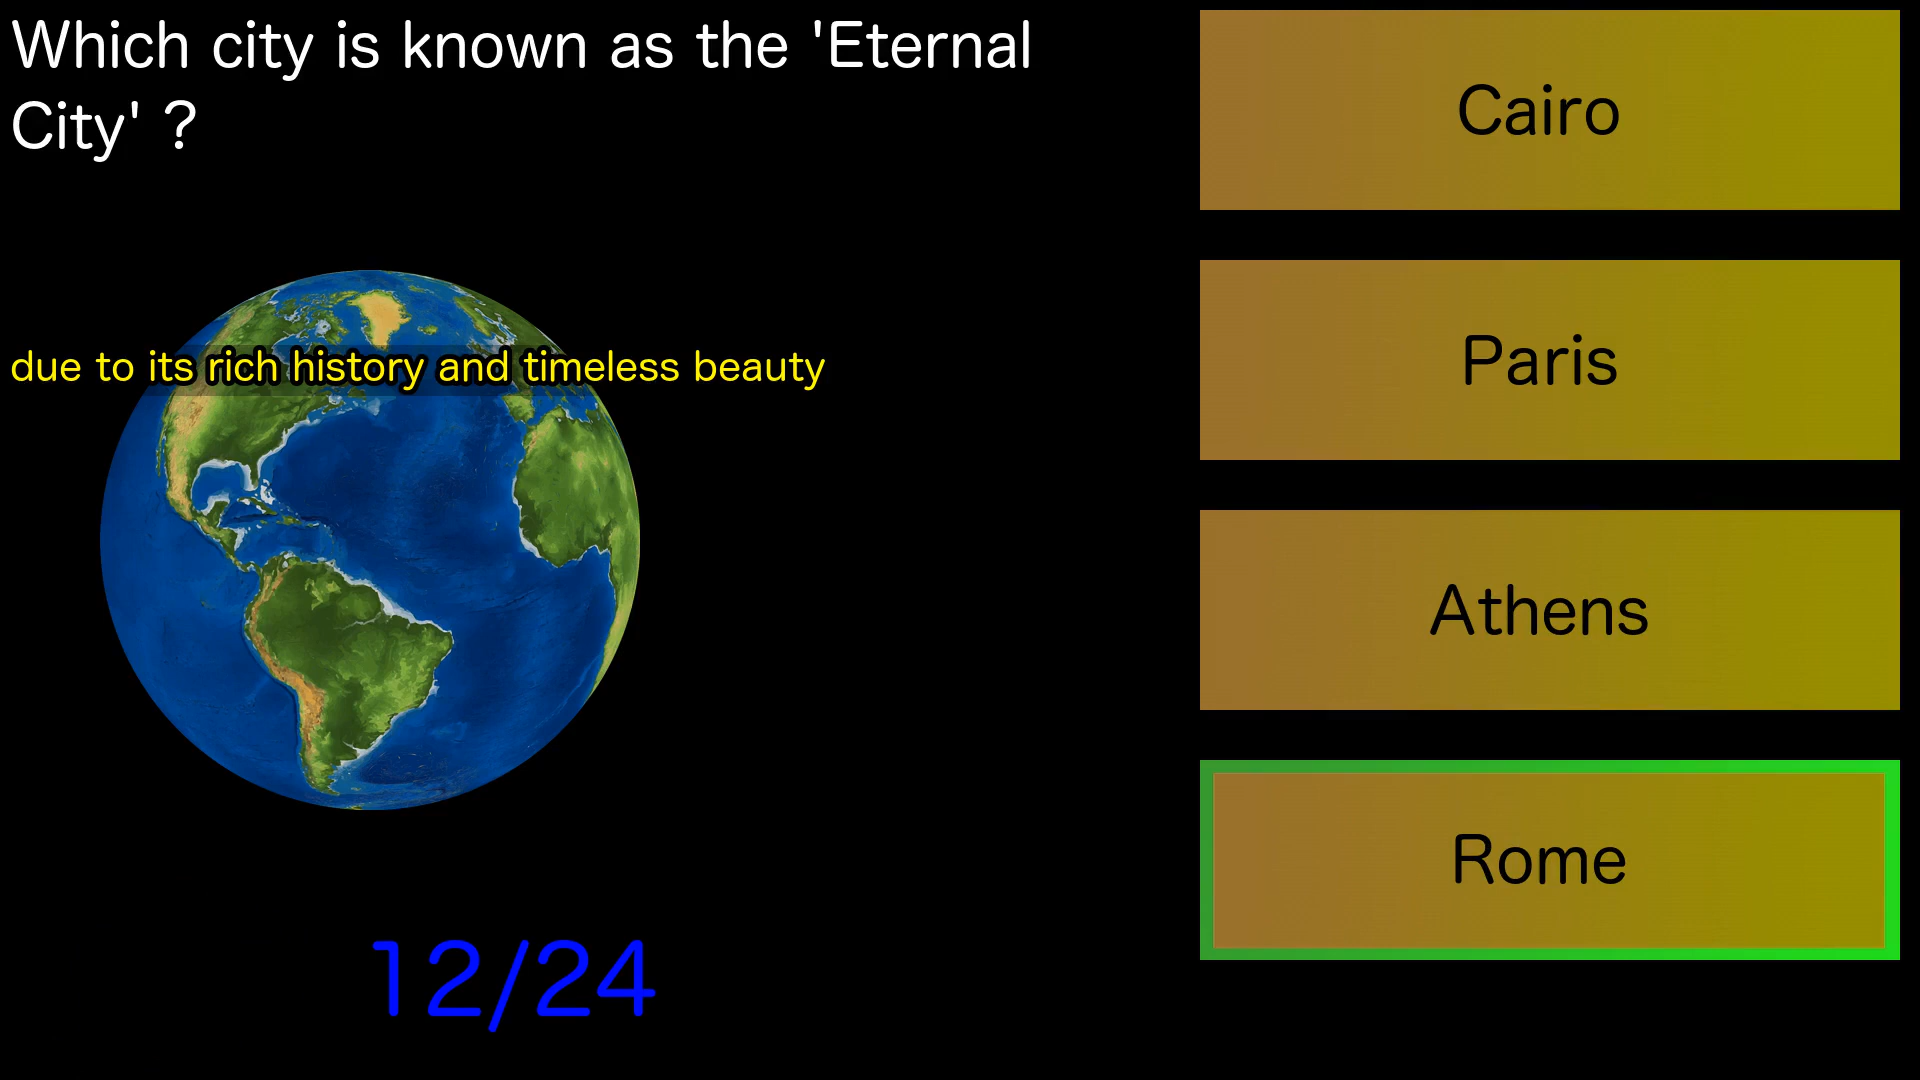 Which city is known as the 'Eternal
City' ?
due to its rich history and timeless beauty
Cairo
Paris
Athens
Rome
12/24